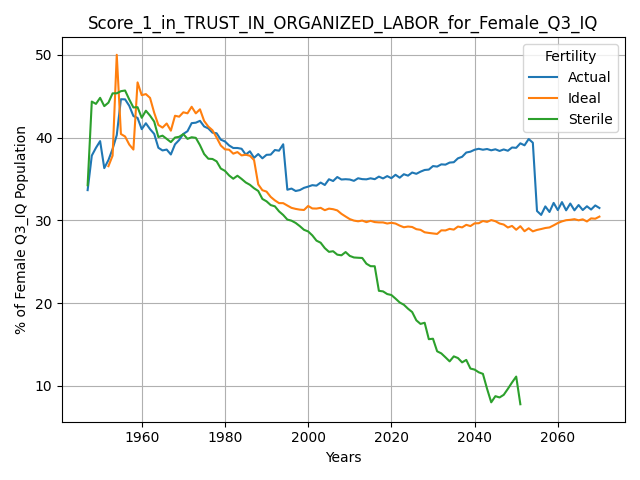 Score_1_in_TRUST_IN_ORGANIZED_LABOR_for_Female_Q3_IQ
Fertility
Actual
Ideal
Sterile
% of Female Q3_IQ Population
50
40
30
20
10
1960 1980 2000 2020 2040 2060
Years